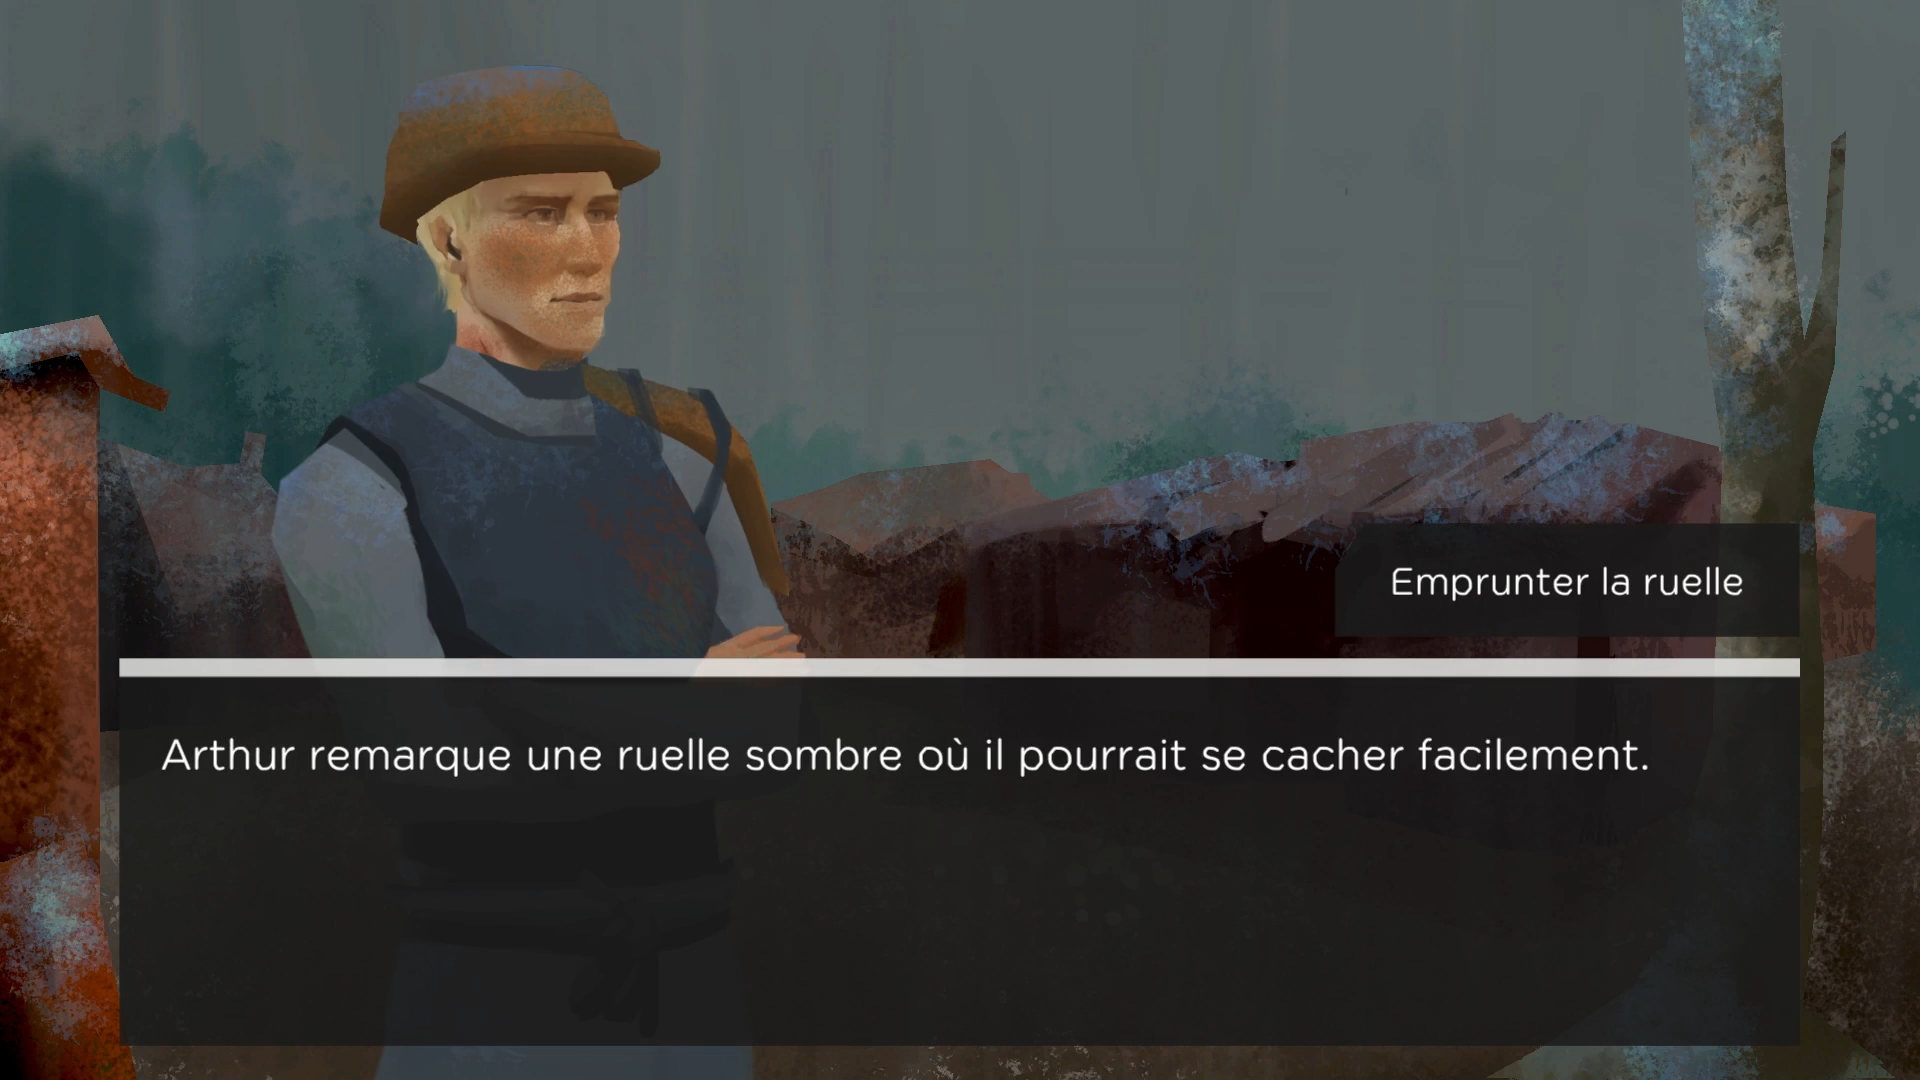 Emprunter la ruelle
Arthur remarque une ruelle sombre où il pourrait se cacher facilement.